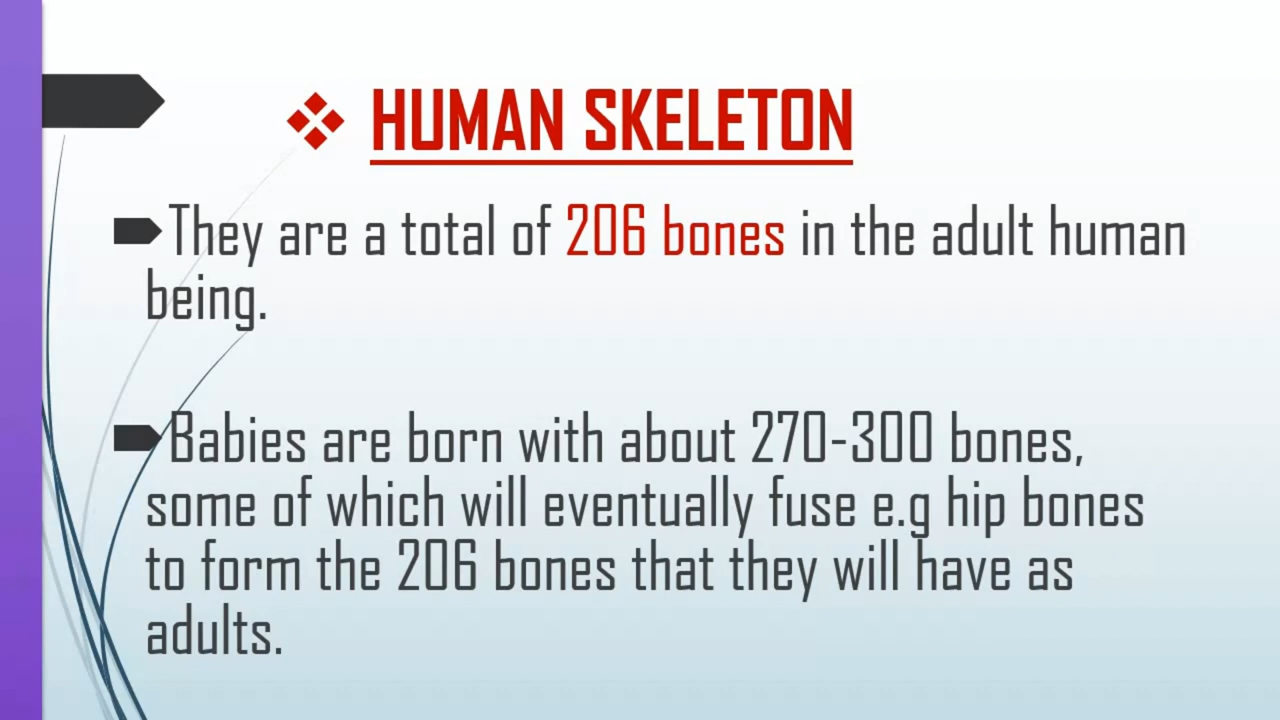 HUMAN SKELETON
They are a total of 206 bones in the adult human
being.
Babies are born with about 270-300 bones,
some of which will eventually fuse e.g hip bones
to form the 206 bones that they will have as
adults.